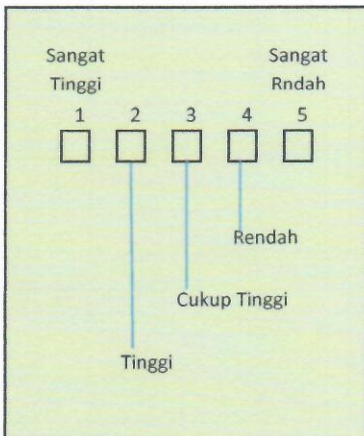 Sangat Sangat
Tinggi Rndah
1 2 3 4 5
Rendah
Cukup Tinggi
Tinggi